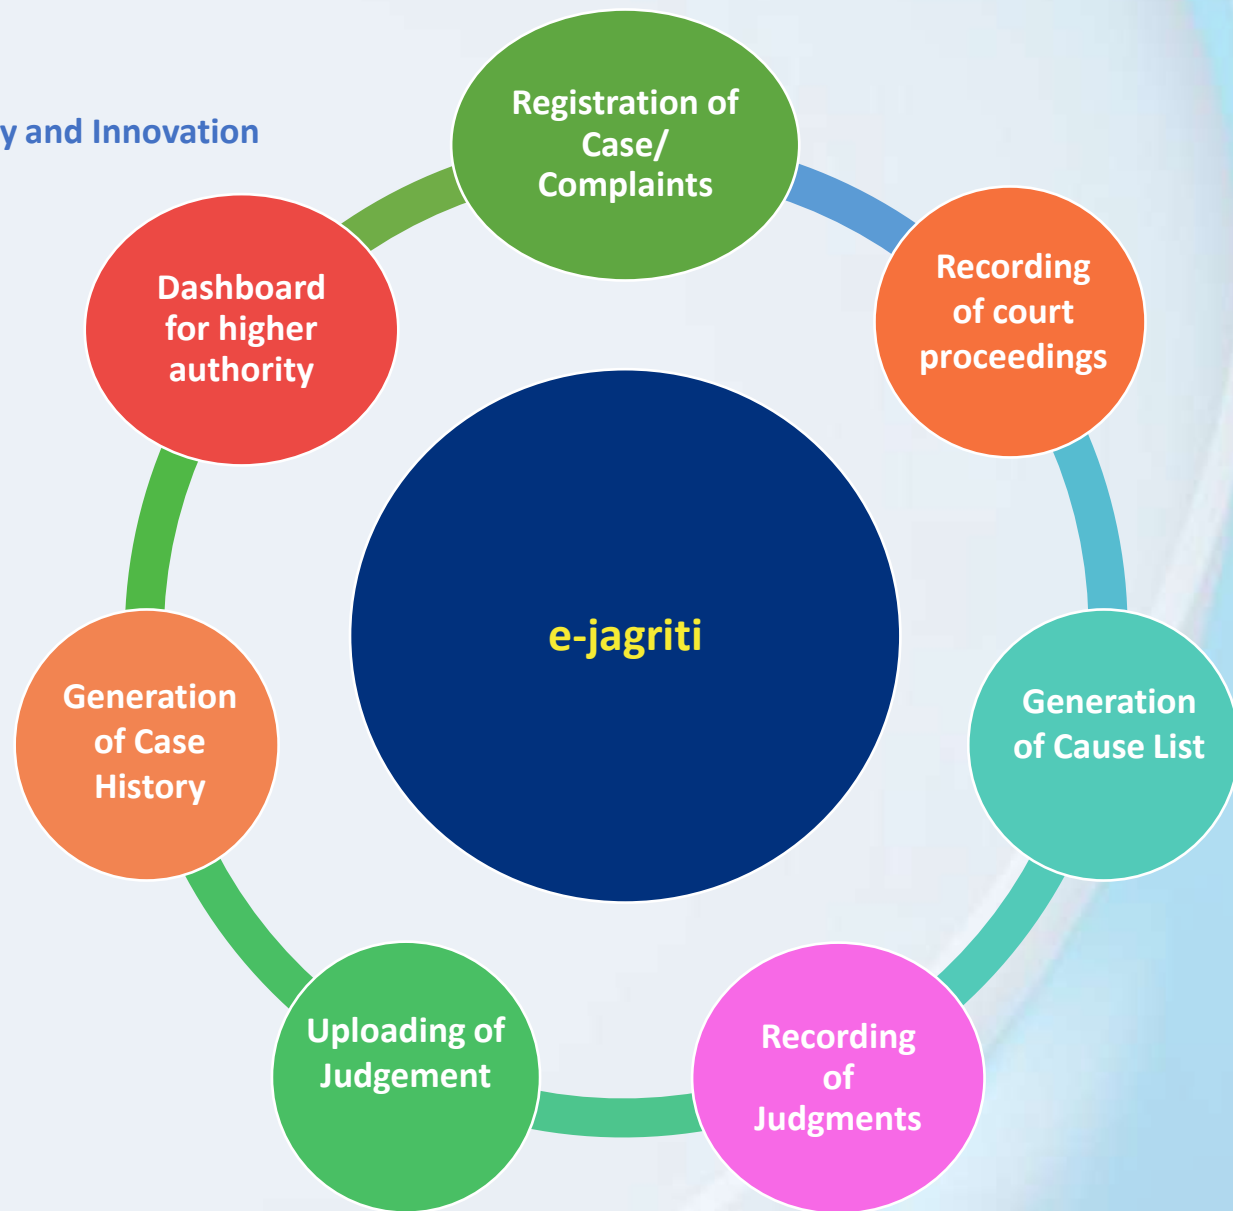 y and Innovation
Registration of
Case/
Complaints
Recording
of court
proceedings
Generation
of Cause List
Recording
of
Judgments
Uploading of
Judgement
Generation
of Case
History
Dashboard
for higher
authority
e-jagriti